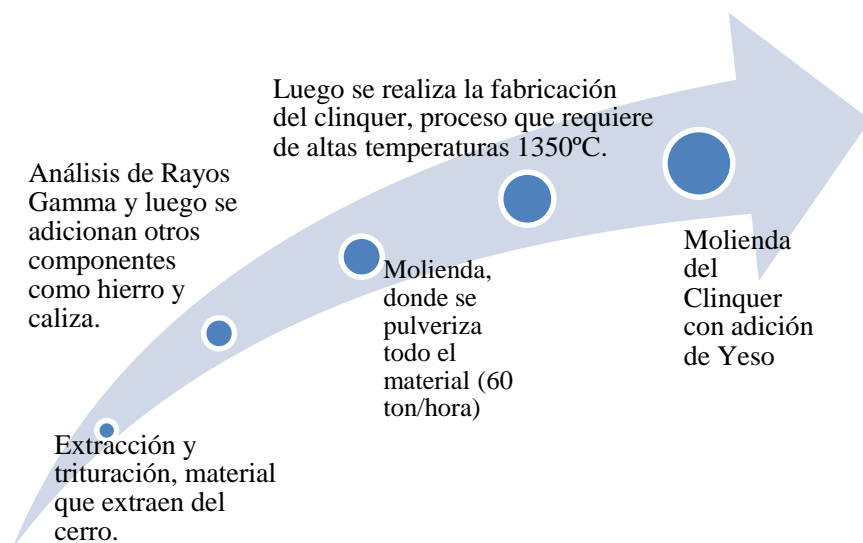 Extracción y
trituración, material
que extraen del
cerro.
Análisis de Rayos
Gamma y luego se
adicionan otros
componentes
como hierro y
caliza.
Molienda,
donde se
pulveriza
todo el
material (60
ton/hora)
Luego se realiza la fabricación
del clinquer, proceso que requiere
de altas temperaturas 1350ºC.
Molienda
del
Clinquer
con adición
de Yeso